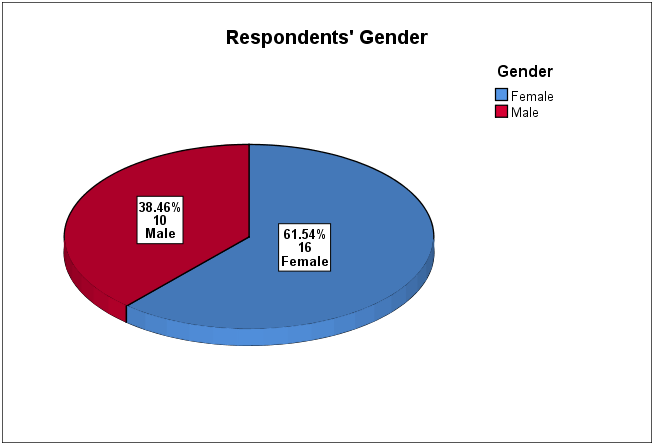 Respondents' Gender
Gender
Female
Male
38.46%
10
Male
61.54%
16
Female